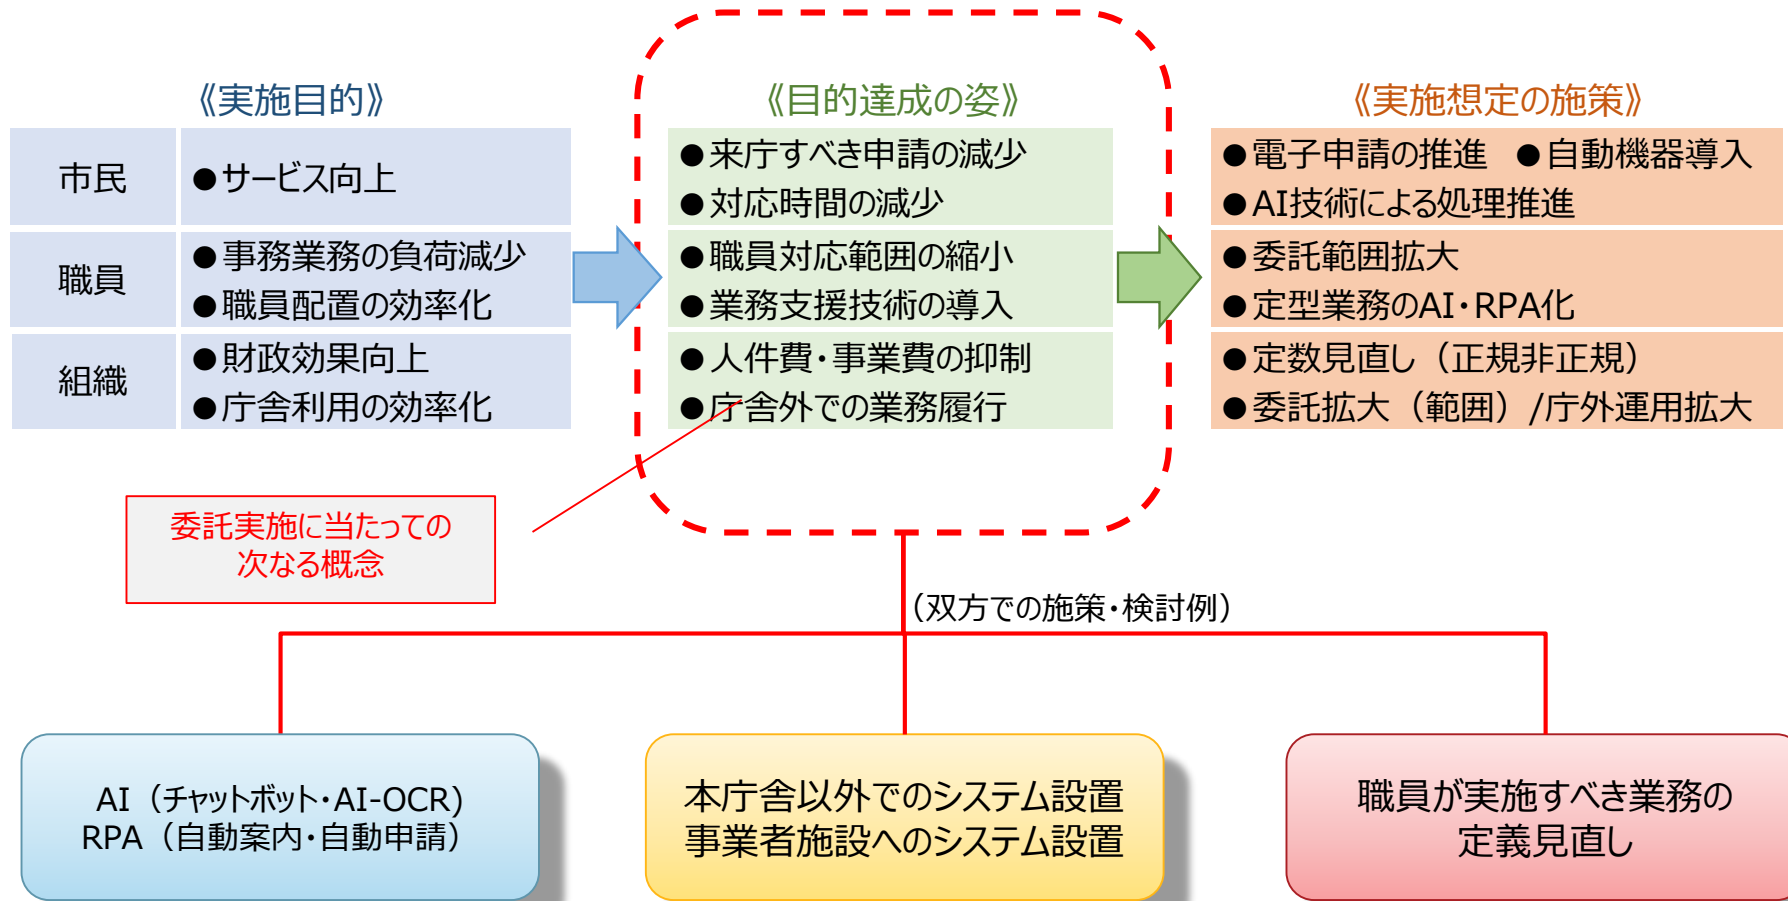 《実施目的》
《目的達成の姿》
《実施想定の施策》
市民
●サービス向上
●来庁すべき申請の減少
●対応時間の減少
●電子申請の推進 ●自動機器導入
●AI技術による処理推進
職員
●事務業務の負荷減少
●職員配置の効率化
●職員対応範囲の縮小
●業務支援技術の導入
●委託範囲拡大
●定型業務のAI・RPA化
組織
●財政効果向上
●庁舎利用の効率化
●人件費・事業費の抑制
●庁舎外での業務履行
●定数見直し（正規非正規）
●委託拡大（範囲）/庁外運用拡大
委託実施に当たっての
次なる概念
（双方での施策・検討例）
AI（チャットボット・AI-OCR)
RPA（自動案内・自動申請）
本庁舎以外でのシステム設置
事業者施設へのシステム設置
職員が実施すべき業務の
定義見直し